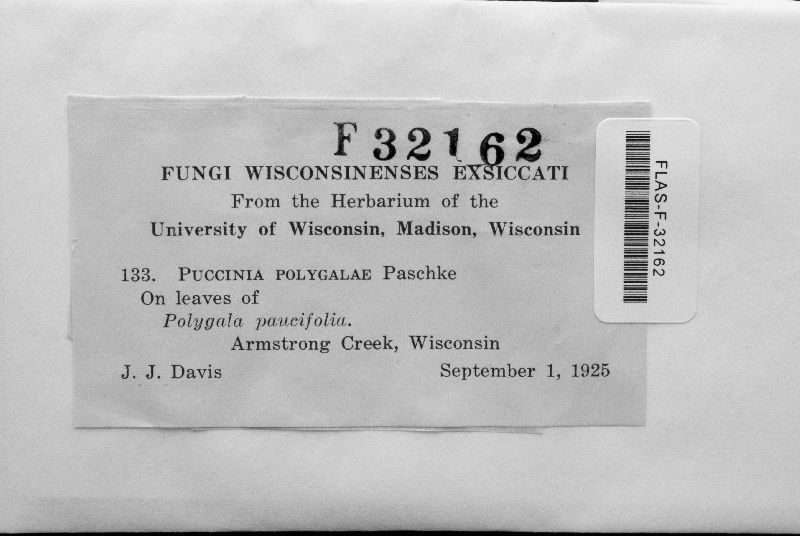 F 32162
FUNGI WISCONSINENSES EXSICCATI
From the Herbarium of the
University of Wisconsin, Madison, Wisconsin
133. PUCCINIA POLYGALAE Paschke
On leaves of
Polygala paucifolia.
Armstrong Creek, Wisconsin
J. J. Davis September 1, 1925
FLAS-F-32162